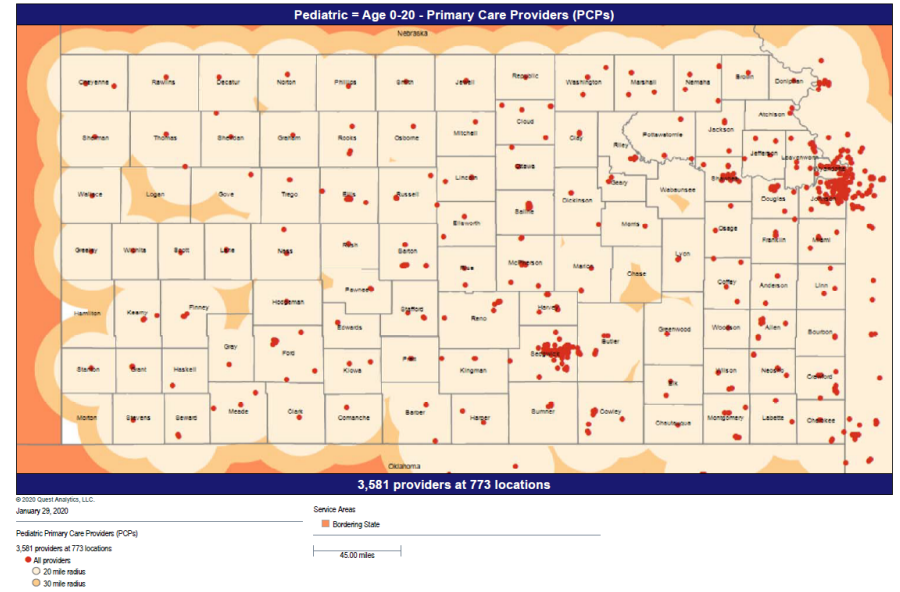 Pediatric = Age 0-20 - Primary Care Providers (PCPs)
Nebraska
Cheyenne Rawlins Decatur Norton Phillips Smith Jewell Republic Washington Marshall Nemaha Brown Doniphan
Atchison
Sherman Thomas Sheridan Graham Rooks Osborne Mitchell Cloud Clay Riley Pottawatomie Jackson Jefferson Leavenworth
Wyandotte
Wallace Logan Gove Trego Ellis Russell Lincoln Ottawa Dickinson Geary Wabaunsee Shawnee Douglas Johnson
Saline
Ellsworth Morris Osage
Greeley Wichita Scott Lane Ness Rush Barton Rice McPherson Marion Chase Lyon Franklin Miami
Hamilton Kearny Finney Hodgeman Pawnee Stafford Reno Harvey Coffey Anderson Linn
Gray Ford Edwards Sedgwick Butler Greenwood Woodson Allen Bourbon
Stanton Grant Haskell Kiowa Pratt Kingman Elk Wilson Neosho Crawford
Morton Stevens Seward Meade Clark Comanche Barber Harper Sumner Cowley Chautauqua Montgomery Labette Cherokee
Oklahoma
3,581 providers at 773 locations
© 2020 Quest Analytics, LLC.
January 29, 2020
Pediatric Primary Care Providers (PCPs)
3,581 providers at 773 locations
All providers
20 mile radius
30 mile radius
Service Areas
Bordering State
45.00 miles